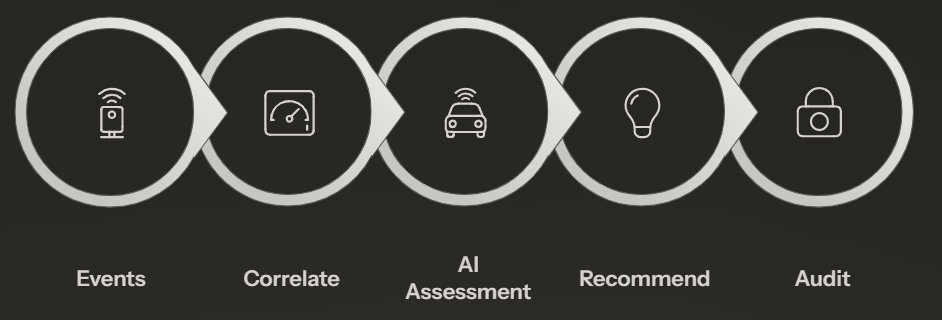 Events
Correlate
AI
Assessment
Recommend
Audit